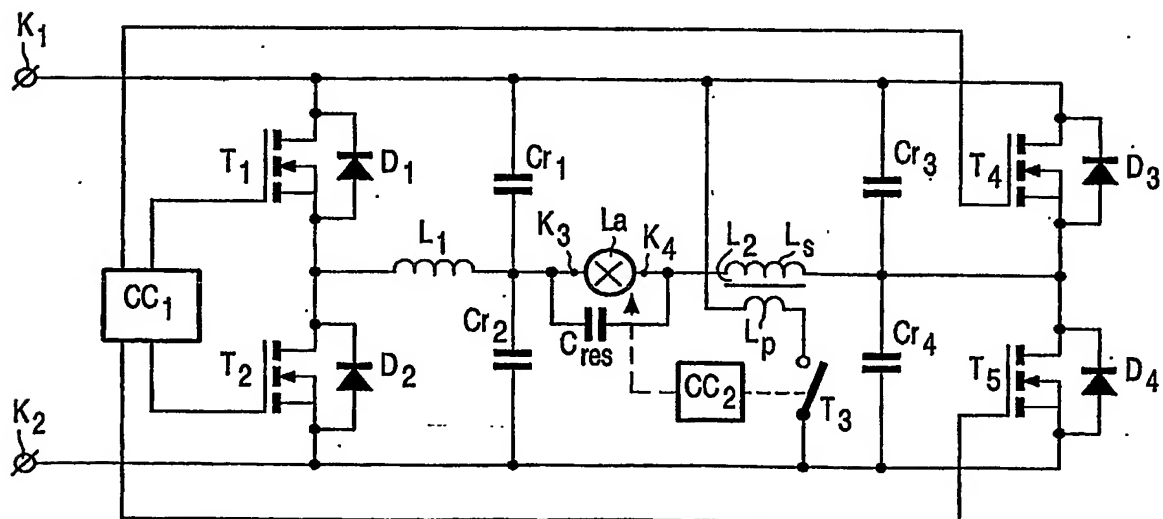 K1
T1
D1
Cr1
Cr3
T4
D3
L1
K3
La
K4
L2
Ls
CC1
Cr2
Cres
Lp
Cr4
T2
D2
CC2
T3
T5
D4
K2